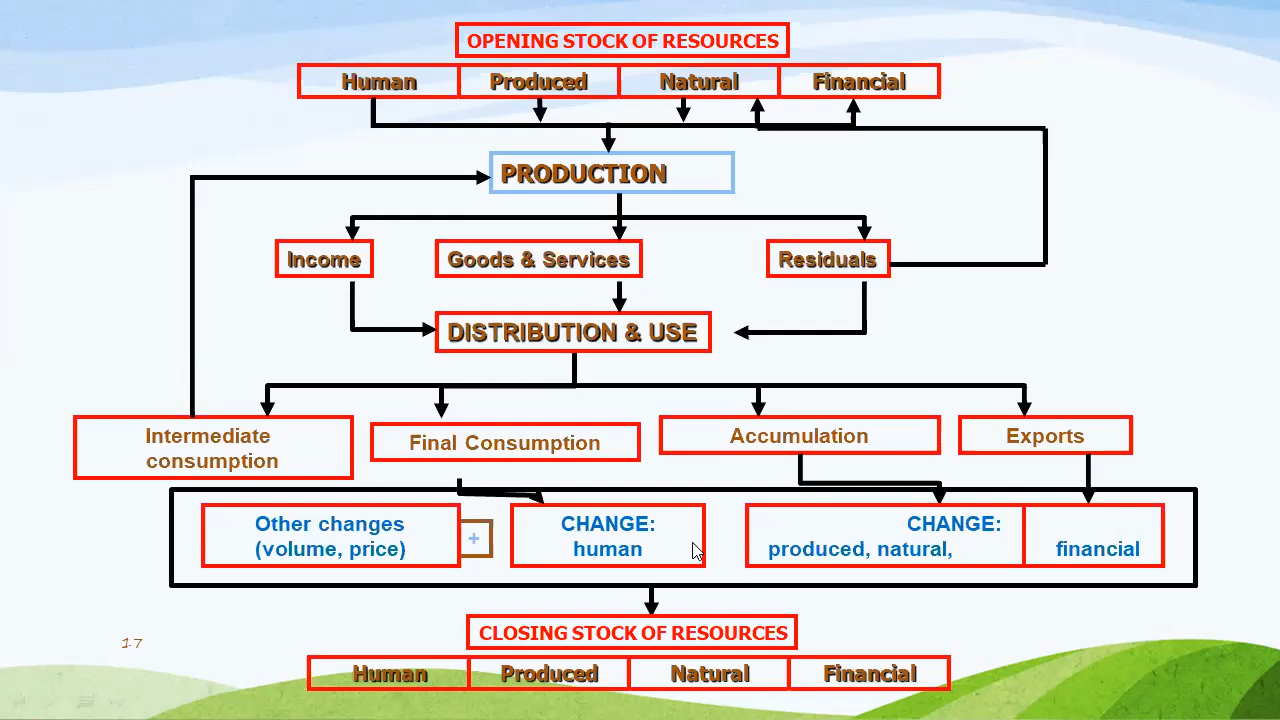 OPENING STOCK OF RESOURCES
Human Produced Natural Financial
PRODUCTION
Income Goods & Services Residuals
DISTRIBUTION & USE
Intermediate
consumption
Final Consumption
Accumulation
Exports
Other changes
(volume, price)
+
CHANGE:
human
CHANGE:
produced, natural, financial
CLOSING STOCK OF RESOURCES
Human Produced Natural Financial
17